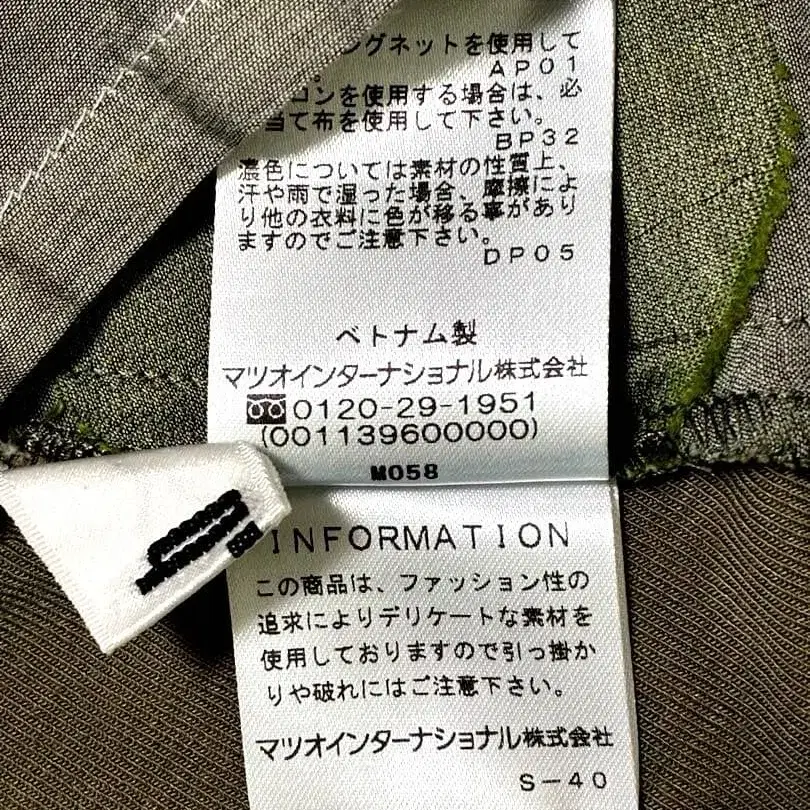 ングネットを使用して
。
AP01
コンを使用する場合は、必
当て布を使用して下さい。
BP32
濃色については素材の性質上、
汗や雨で湿った場合、摩擦によ
り他の衣料に色が移る事があり
ますのでご注意下さい。
DP05
ベトナム製
マツオインターナショナル株式会社
0120-29-1951
(001139600000)
M058
INFORMATION
この商品は、ファッション性の
追求によりデリケートな素材を
使用しておりますので引っ掛か
りや破れにはご注意下さい。
マツオインターナショナル株式会社
S-40